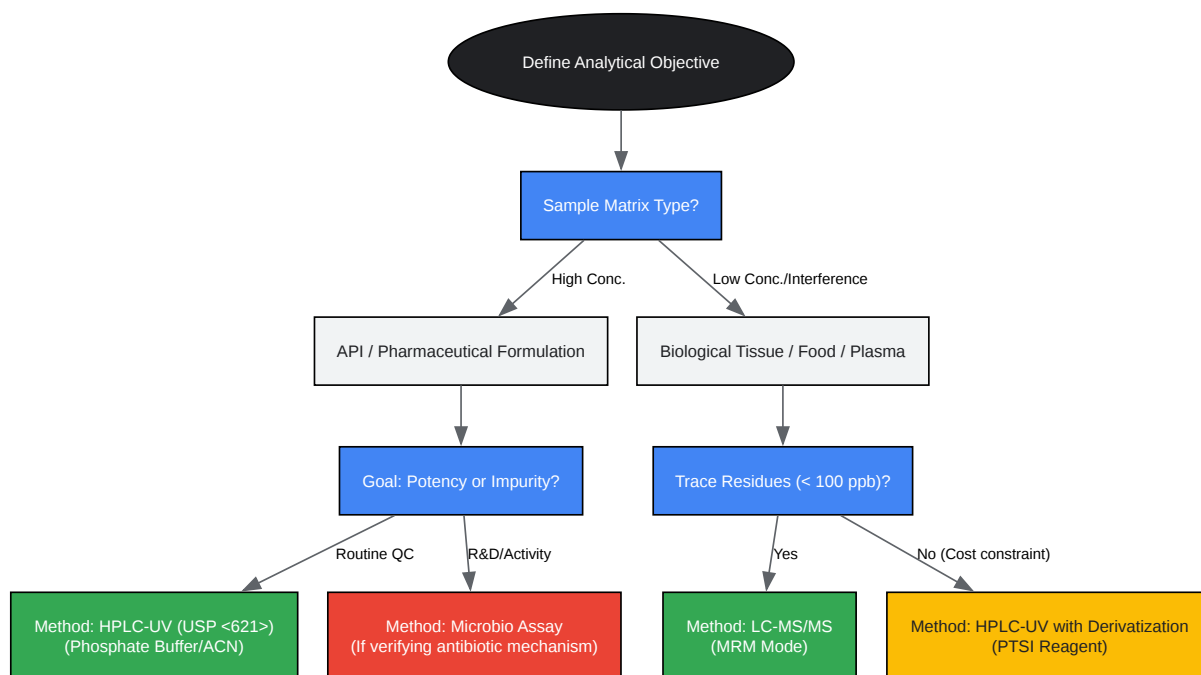 Define Analytical Objective
Sample Matrix Type?
High Conc.
Low Conc./Interference
API / Pharmaceutical Formulation
Biological Tissue / Food / Plasma
Goal: Potency or Impurity?
Trace Residues (< 100 ppb)?
Routine QC
R&D/Activity
Yes
No (Cost constraint)
Method: HPLC-UV (USP <621>)
(Phosphate Buffer/ACN)
Method: Microbio Assay
(If verifying antibiotic mechanism)
Method: LC-MS/MS
(MRM Mode)
Method: HPLC-UV with Derivatization
(PTSI Reagent)